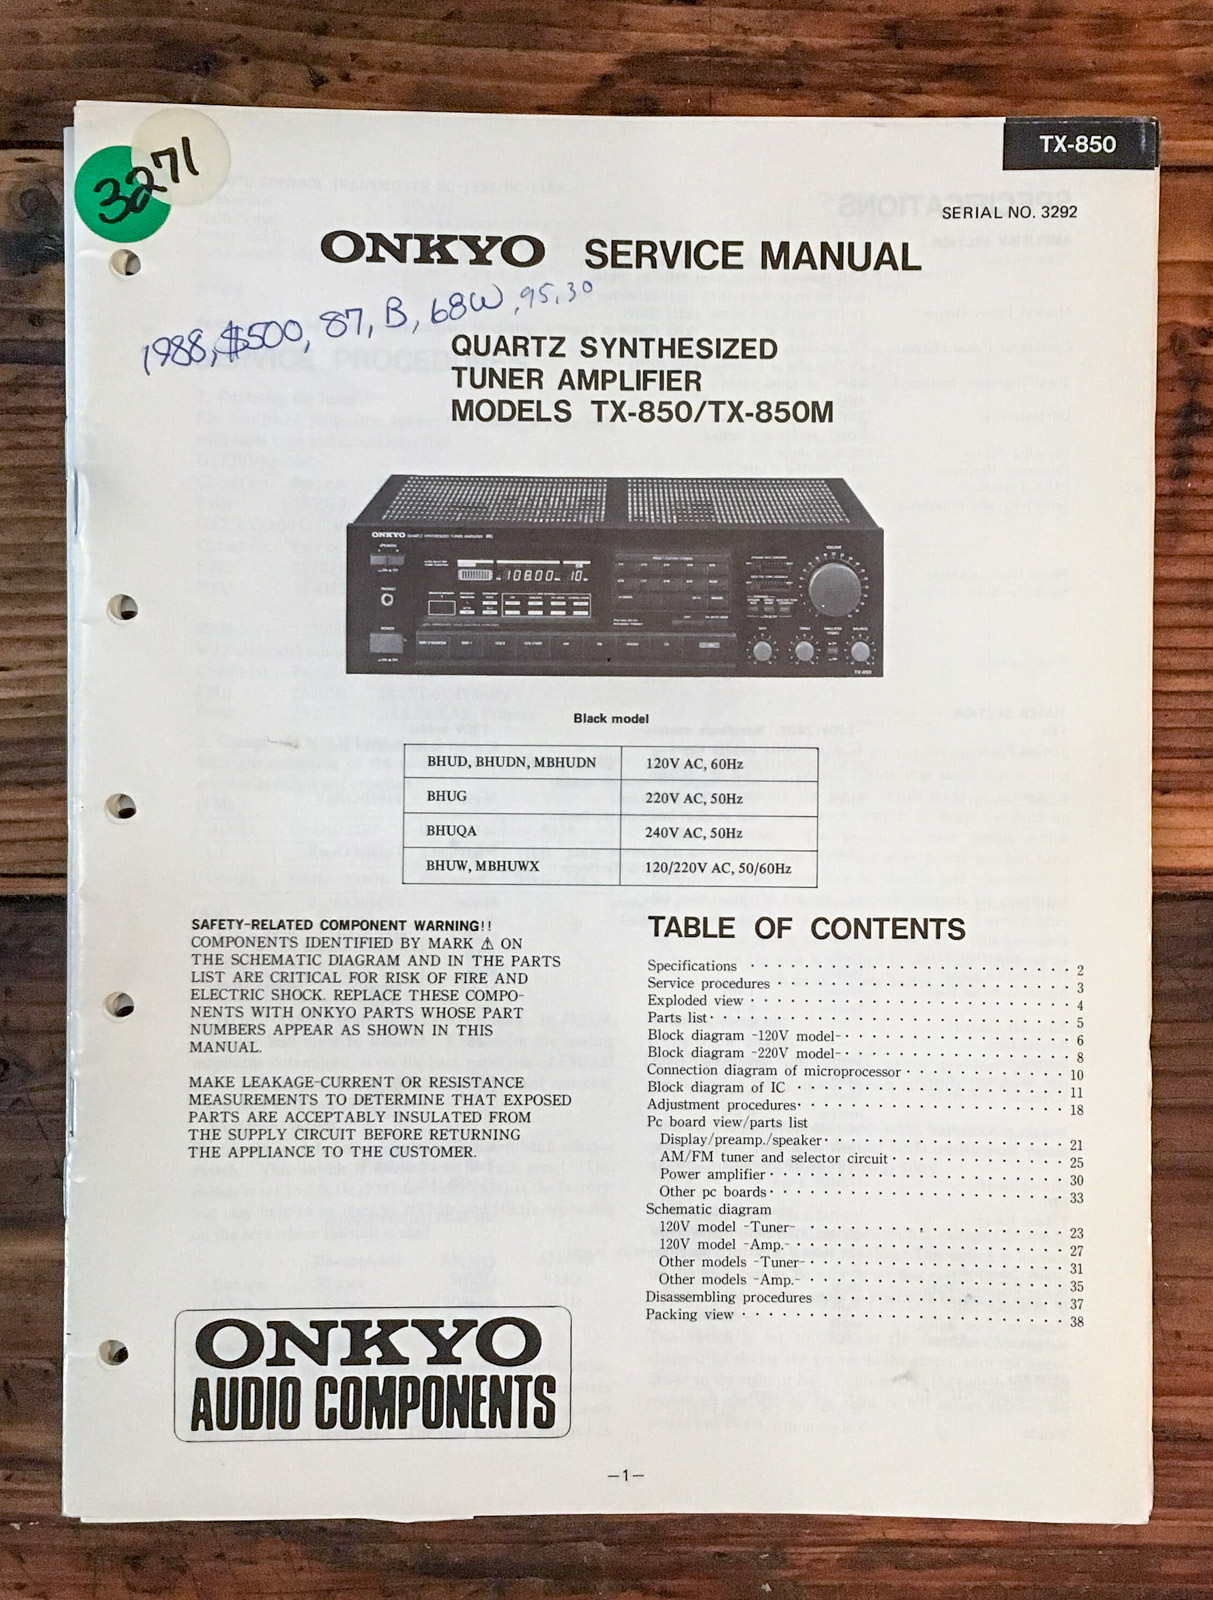 TX-850
3271
SERIAL NO. 3292
ONKYO SERVICE MANUAL
1988, $500, 87, B, 68W, 95, 30
QUARTZ SYNTHESIZED
TUNER AMPLIFIER
MODELS TX-850/TX-850M
ONKYO
108.00
10
TX-850
Black model
BHUD, BHUDN, MBHUDN 120V AC, 60Hz
BHUG 220V AC, 50Hz
BHUQA 240V AC, 50Hz
BHUW, MBHUWX 120/220V AC, 50/60Hz
SAFETY-RELATED COMPONENT WARNING!!
COMPONENTS IDENTIFIED BY MARK ⚠ ON
THE SCHEMATIC DIAGRAM AND IN THE PARTS
LIST ARE CRITICAL FOR RISK OF FIRE AND
ELECTRIC SHOCK. REPLACE THESE COMPO-
NENTS WITH ONKYO PARTS WHOSE PART
NUMBERS APPEAR AS SHOWN IN THIS
MANUAL.
MAKE LEAKAGE-CURRENT OR RESISTANCE
MEASUREMENTS TO DETERMINE THAT EXPOSED
PARTS ARE ACCEPTABLY INSULATED FROM
THE SUPPLY CIRCUIT BEFORE RETURNING
THE APPLIANCE TO THE CUSTOMER.
TABLE OF CONTENTS
Specifications 2
Service procedures 3
Exploded view 4
Parts list 5
Block diagram -120V model- 6
Block diagram -220V model- 8
Connection diagram of microprocessor 10
Block diagram of IC 11
Adjustment procedures 18
Pc board view/parts list
Display/preamp./speaker 21
AM/FM tuner and selector circuit 25
Power amplifier 30
Other pc boards 33
Schematic diagram
120V model -Tuner- 23
120V model -Amp.- 27
Other models -Tuner- 31
Other models -Amp.- 35
Disassembling procedures 37
Packing view 38
ONKYO
AUDIO COMPONENTS
—1—